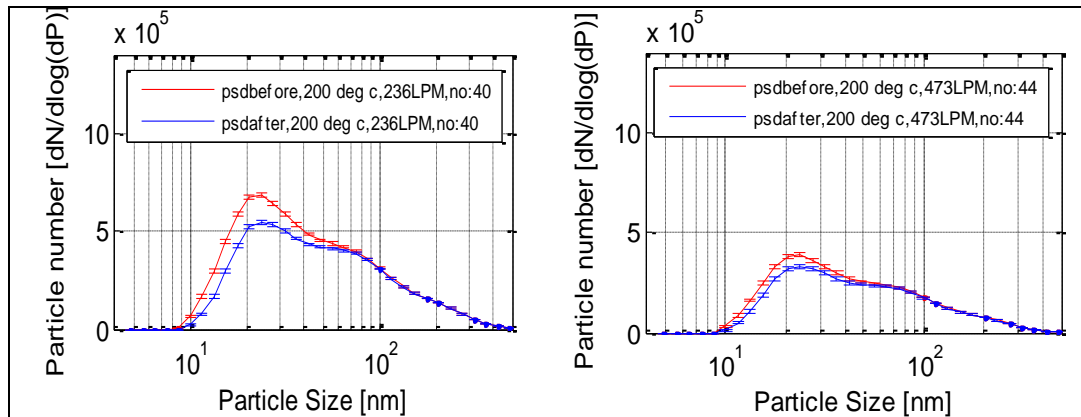 x 10^5
Particle number [dN/dlog(dP)]
psdbefore,200 deg c,236LPM,no:40
psdafter,200 deg c,236LPM,no:40
10
5
0
10^1
10^2
Particle Size [nm]
x 10^5
Particle number [dN/dlog(dP)]
psdbefore,200 deg c,473LPM,no:44
psdafter,200 deg c,473LPM,no:44
10
5
0
10^1
10^2
Particle Size [nm]